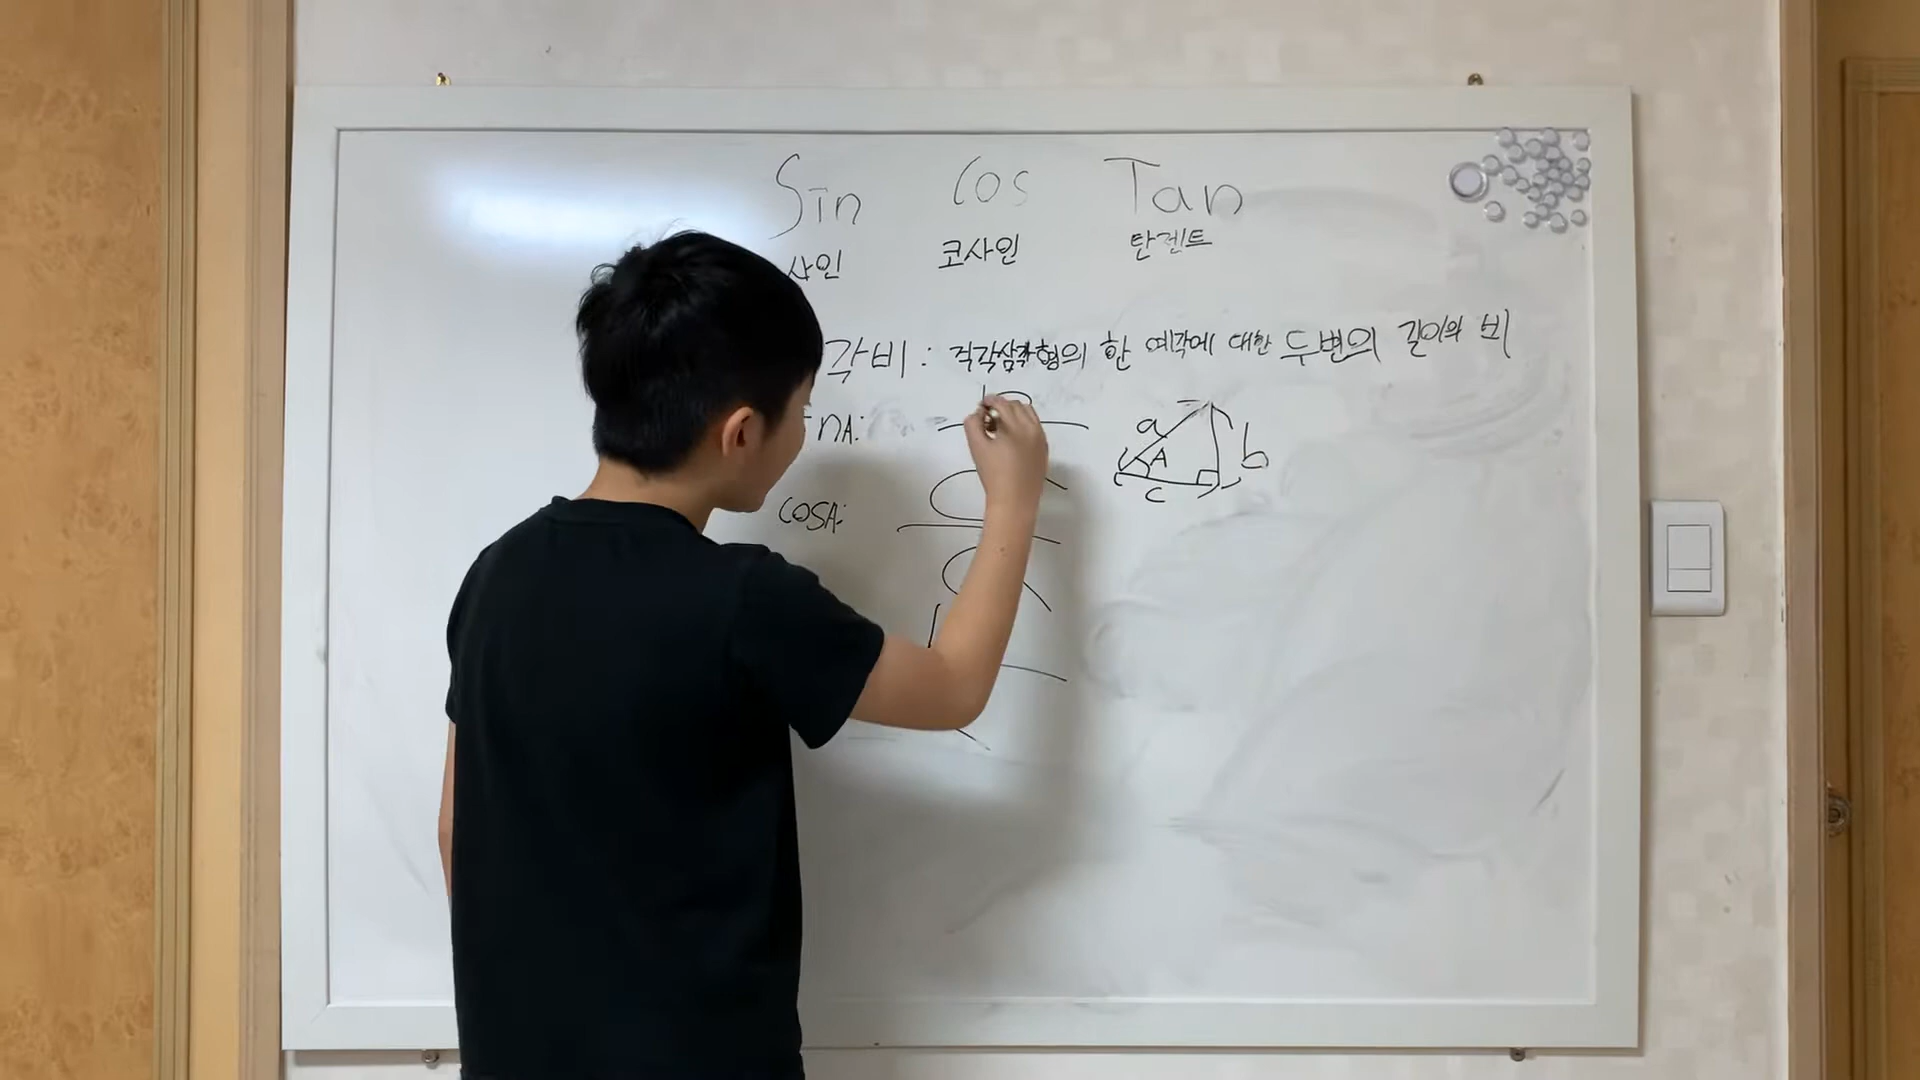 Sin Cos Tan
사인 코사인 탄젠트
각비 : 직각삼각형의 한 예각에 대한 두변의 길이의 비
nA:
a
b
A
c
COSA: